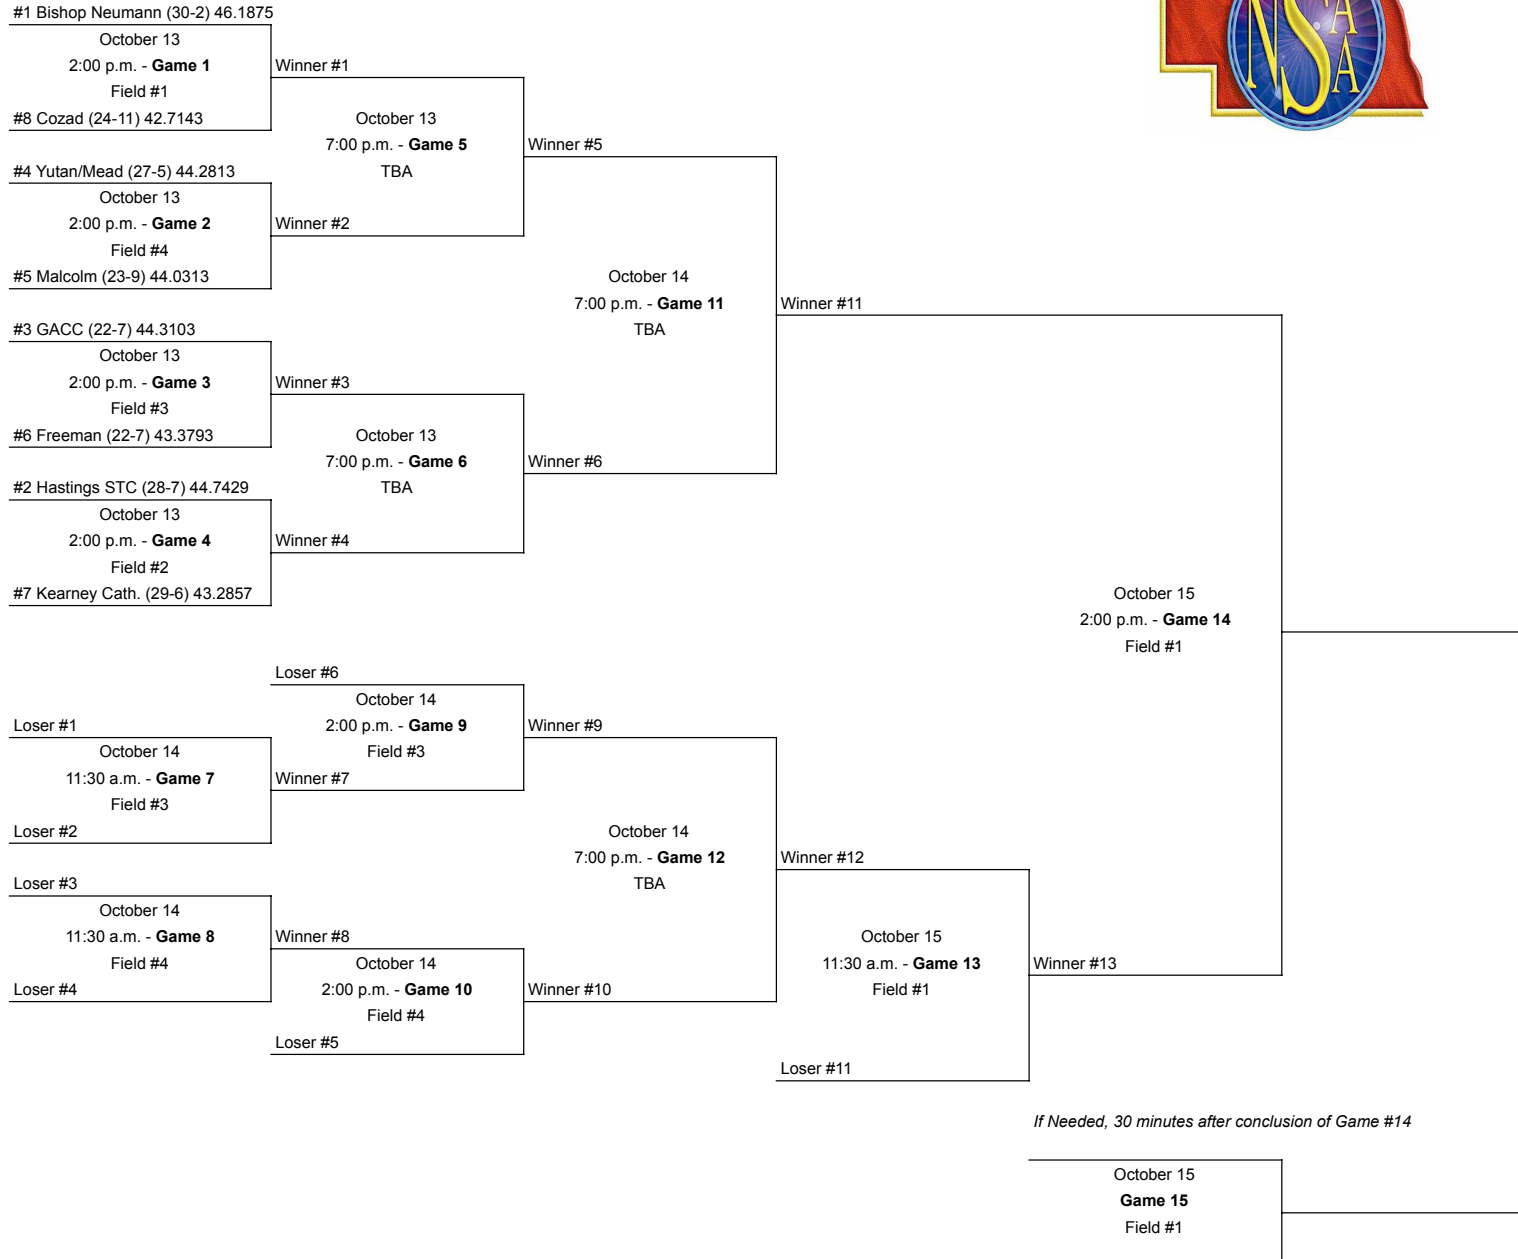 #1 Bishop Neumann (30-2) 46.1875
October 13
2:00 p.m. - Game 1
Field #1
#8 Cozad (24-11) 42.7143
Winner #1
October 13
7:00 p.m. - Game 5
TBA
Winner #2
#4 Yutan/Mead (27-5) 44.2813
October 13
2:00 p.m. - Game 2
Field #4
#5 Malcolm (23-9) 44.0313
Winner #5
October 14
7:00 p.m. - Game 11
TBA
Winner #6
#3 GACC (22-7) 44.3103
October 13
2:00 p.m. - Game 3
Field #3
#6 Freeman (22-7) 43.3793
Winner #3
October 13
7:00 p.m. - Game 6
TBA
Winner #4
#2 Hastings STC (28-7) 44.7429
October 13
2:00 p.m. - Game 4
Field #2
#7 Kearney Cath. (29-6) 43.2857
Winner #11
October 15
2:00 p.m. - Game 14
Field #1
Loser #6
October 14
2:00 p.m. - Game 9
Field #3
Winner #7
Loser #1
October 14
11:30 a.m. - Game 7
Field #3
Loser #2
Winner #9
October 14
7:00 p.m. - Game 12
TBA
Winner #10
Loser #3
October 14
11:30 a.m. - Game 8
Field #4
Loser #4
Winner #8
October 14
2:00 p.m. - Game 10
Field #4
Loser #5
Winner #12
October 15
11:30 a.m. - Game 13
Field #1
Loser #11
Winner #13
If Needed, 30 minutes after conclusion of Game #14
October 15
Game 15
Field #1
NSAA